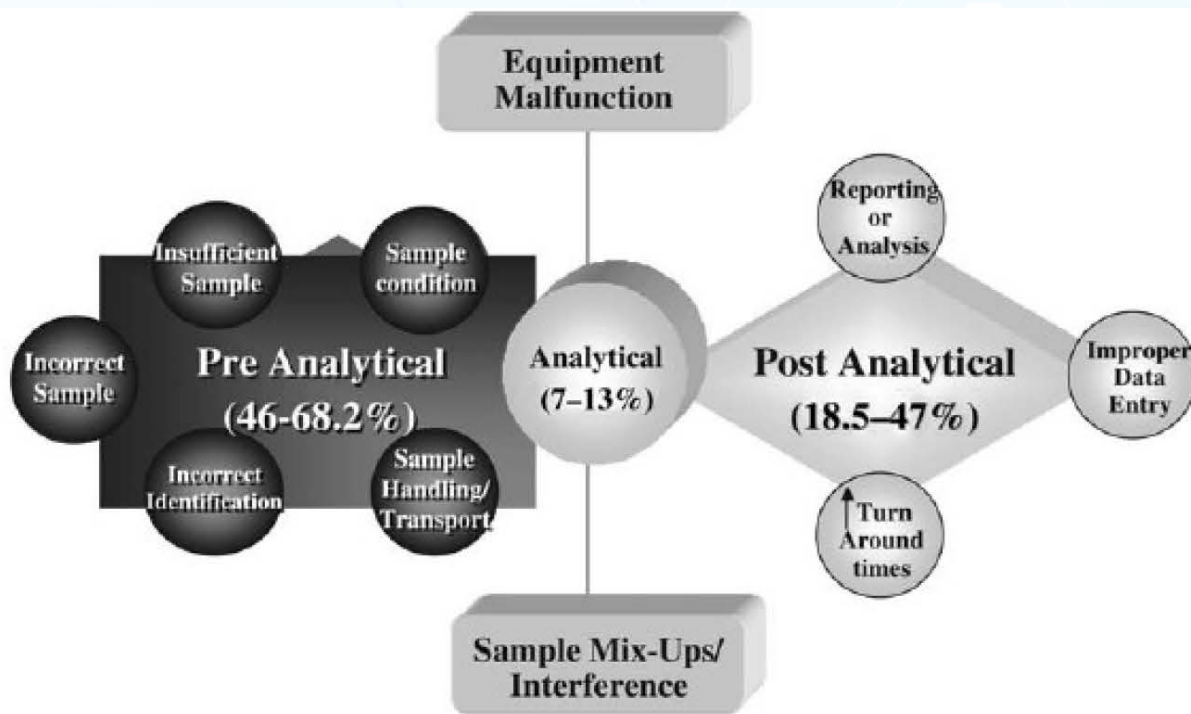 Equipment
Malfunction
Insufficient
Sample
Sample
condition
Incorrect
Sample
Pre Analytical
(46-68.2%)
Incorrect
Identification
Sample
Handling/
Transport
Analytical
(7–13%)
Reporting
or
Analysis
Post Analytical
(18.5–47%)
Improper
Data
Entry
Turn
Around
times
Sample Mix-Ups/
Interference